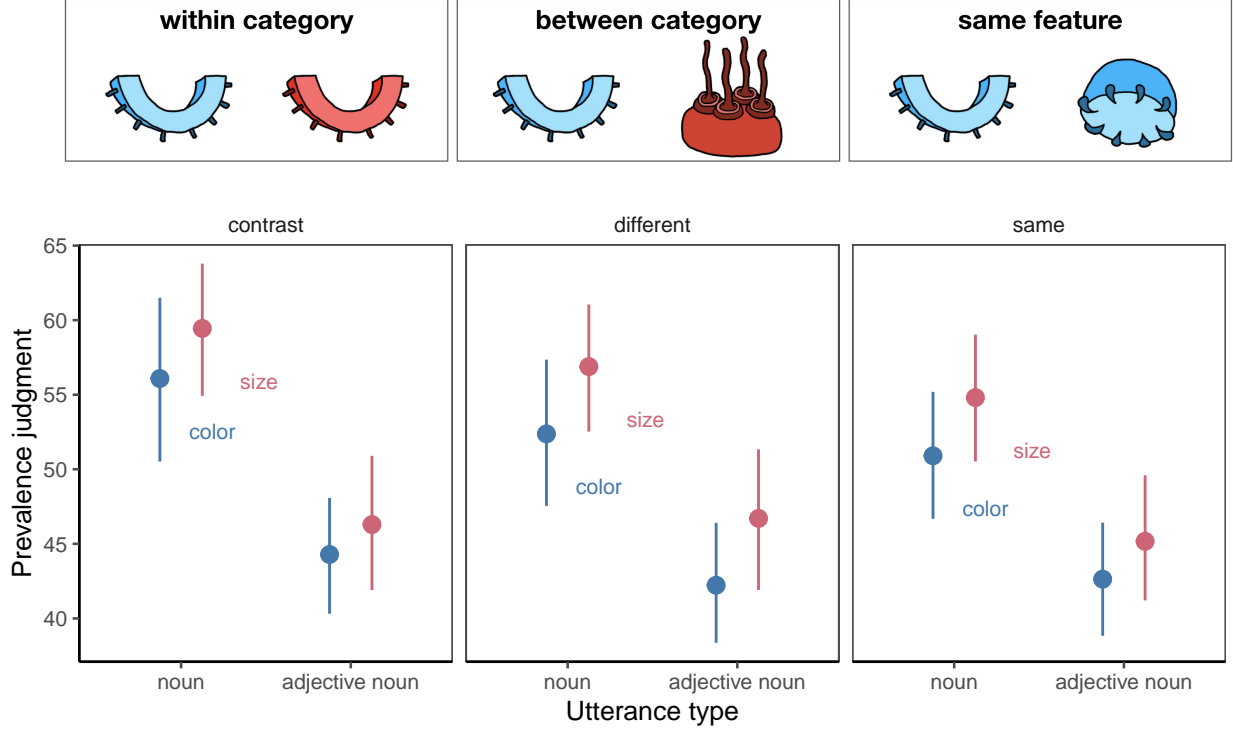 within category
between category
same feature
contrast
different
same
65
60
55
50
45
40
Prevalence judgment
size
color
size
color
size
color
noun
adjective noun
noun
adjective noun
noun
adjective noun
Utterance type